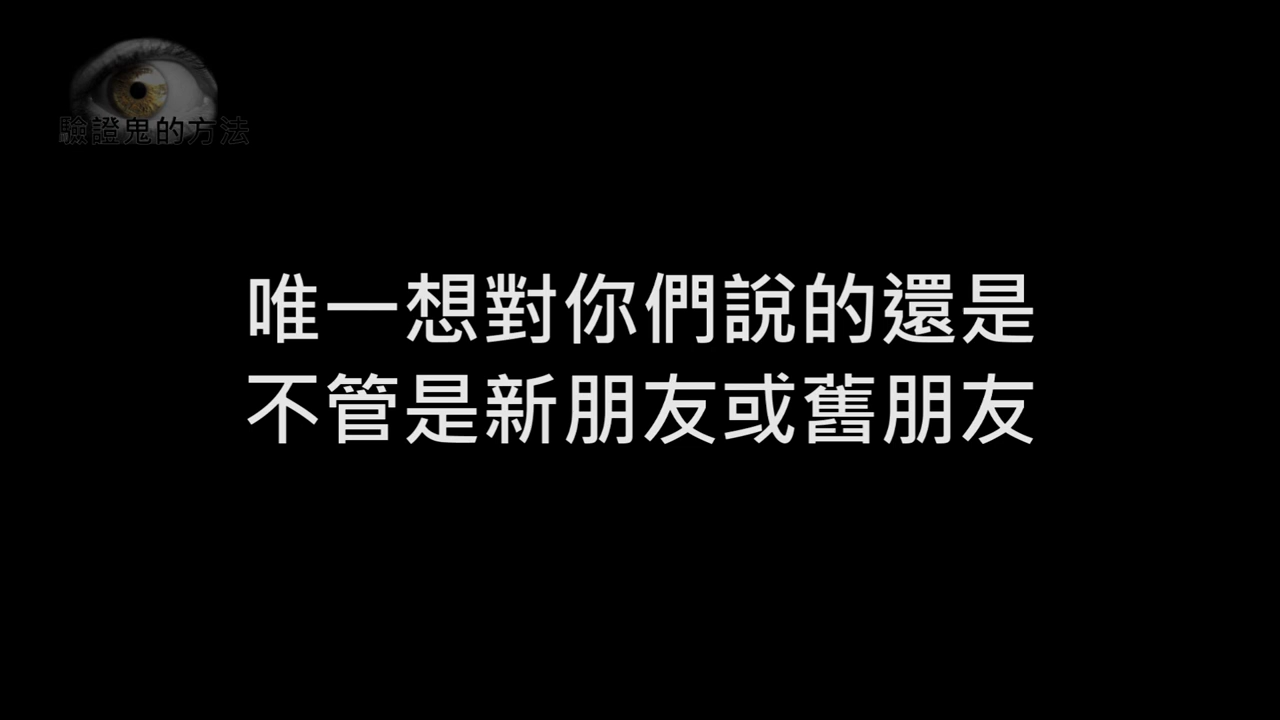 驗證鬼的方法
唯一想對你們說的還是
不管是新朋友或舊朋友